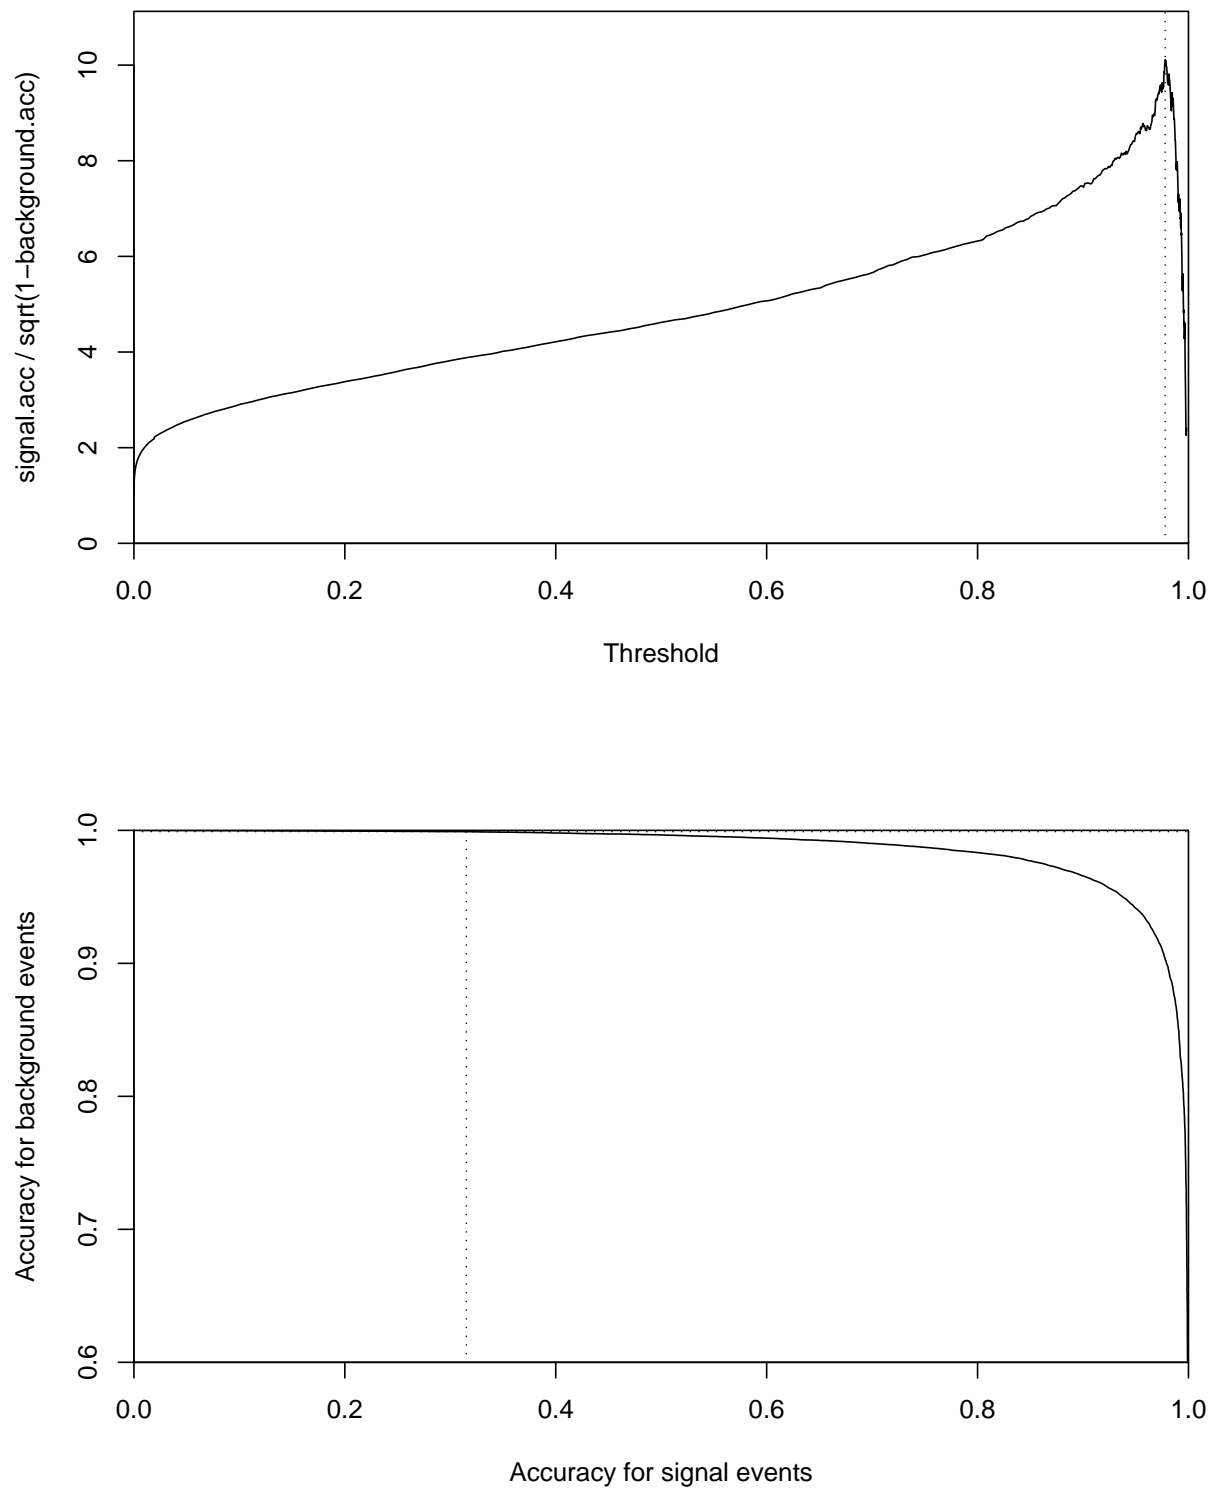 signal.acc / sqrt(1−background.acc)
10
8
6
4
2
0
0.0 0.2 0.4 0.6 0.8 1.0
Threshold
Accuracy for background events
1.0
0.9
0.8
0.7
0.6
0.0 0.2 0.4 0.6 0.8 1.0
Accuracy for signal events